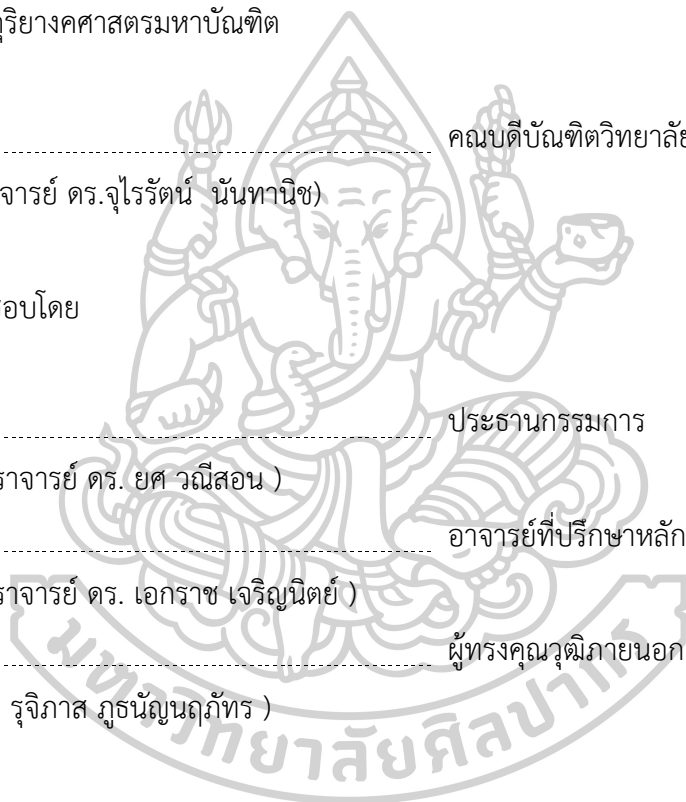 ดุริยางคศาสตรมหาบัณฑิต
คณบดีบัณฑิตวิทยาลัย
จารย์ ดร.จุไรรัตน์ นันทานิช)
สอบโดย
ประธานกรรมการ
ราจารย์ ดร. ยศ วณีสอน )
อาจารย์ที่ปรึกษาหลัก
ราจารย์ ดร. เอกราช เจริญนิตย์ )
ผู้ทรงคุณวุฒิภายนอก
รุจิภาส ภูธนัญนฤภัทร )
มหาวิทยาลัยศิลปากร